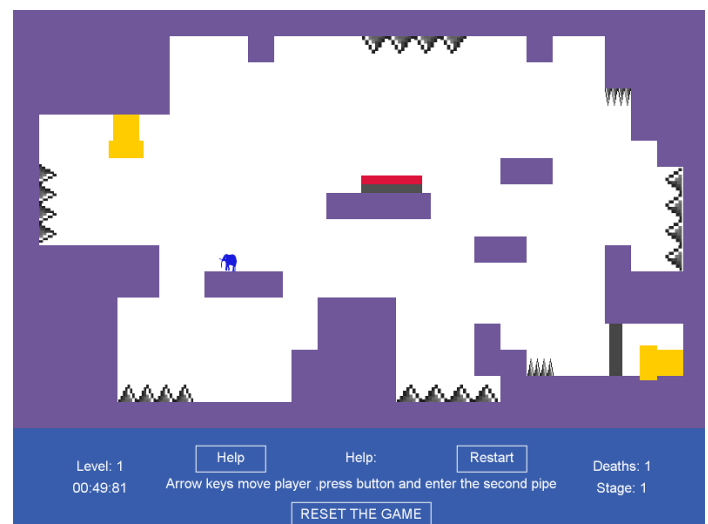 Level: 1
Help
Help:
Restart
Deaths: 1
00:49:81
Arrow keys move player ,press button and enter the second pipe
Stage: 1
RESET THE GAME